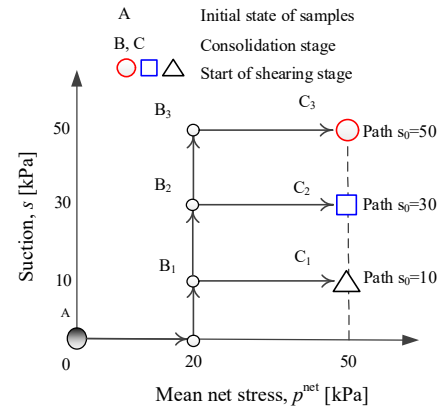 A Initial state of samples
B, C Consolidation stage
Start of shearing stage
B3 C3
50 Path s0=50
B2 C2
30 Path s0=30
B1 C1
10 Path s0=10
A
0 20 50
Suction, s [kPa]
Mean net stress, p^net [kPa]